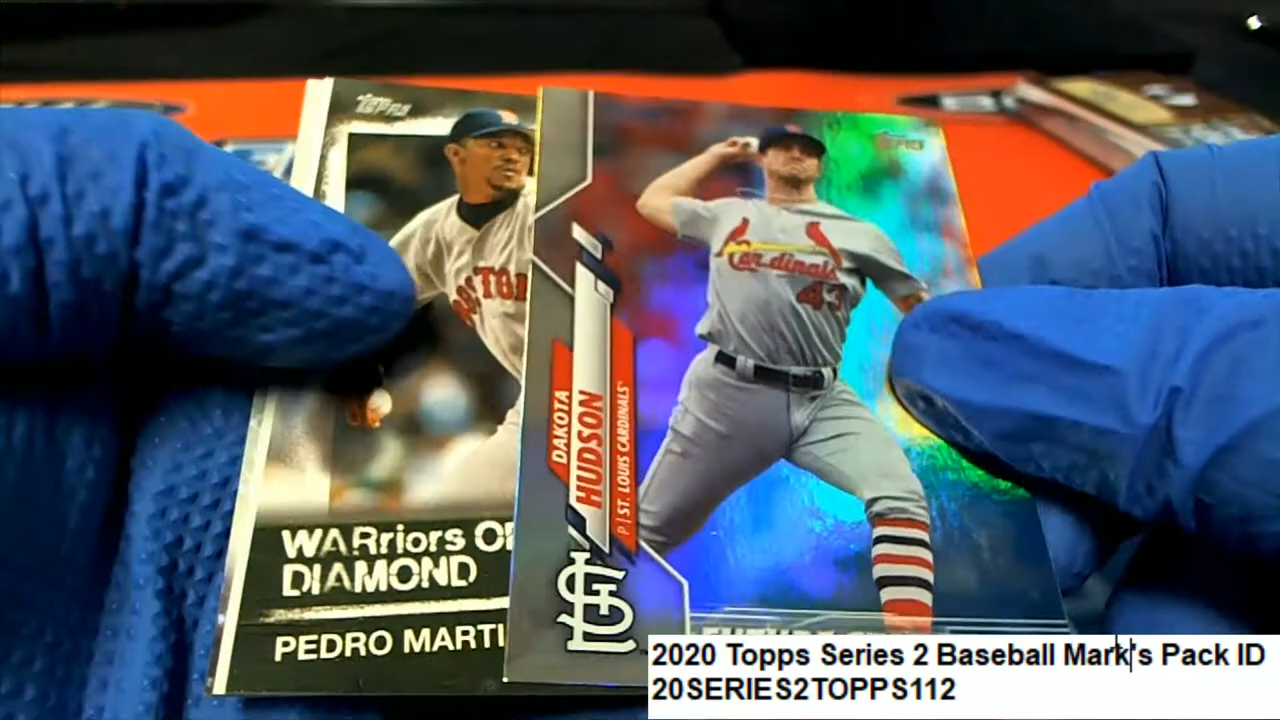 TOPPS
BOSTON
WARriors OF
DIAMOND
PEDRO MARTI
TOPPS
Cardinals
43
DAKOTA
HUDSON
P | ST. LOUIS CARDINALS
STL
2020 Topps Series 2 Baseball Mark's Pack ID
20SERIES2TOPPS112